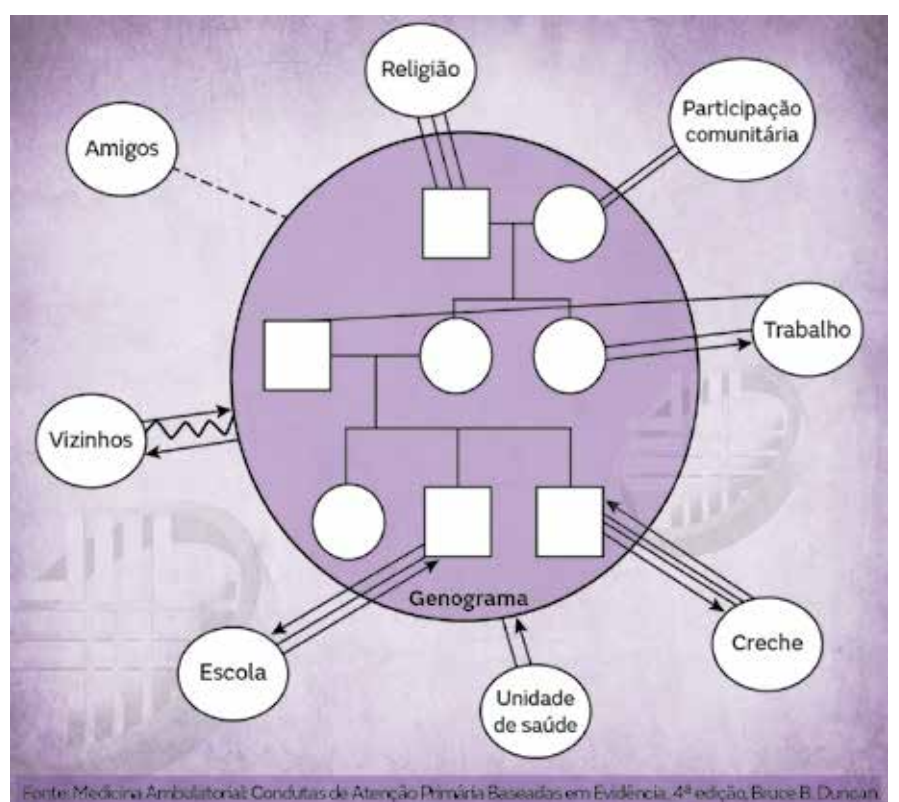 Religião
Participação
comunitária
Amigos
Trabalho
Vizinhos
Genograma
Escola
Creche
Unidade
de saúde
Fonte: Medicina Ambulatorial: Condutas de Atenção Primária Baseadas em Evidência, 4ª edição, Bruce B. Duncan.